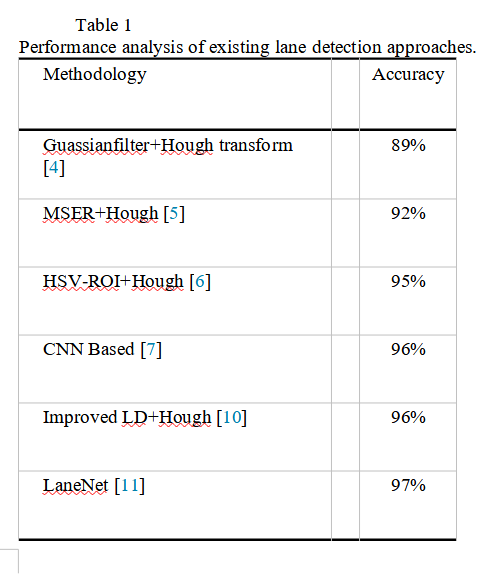 Table 1
Performance analysis of existing lane detection approaches.
Methodology Accuracy
Guassianfilter+Hough transform 89%
[4]
MSER+Hough [5] 92%
HSV-ROI+Hough [6] 95%
CNN Based [7] 96%
Improved LD+Hough [10] 96%
LaneNet [11] 97%